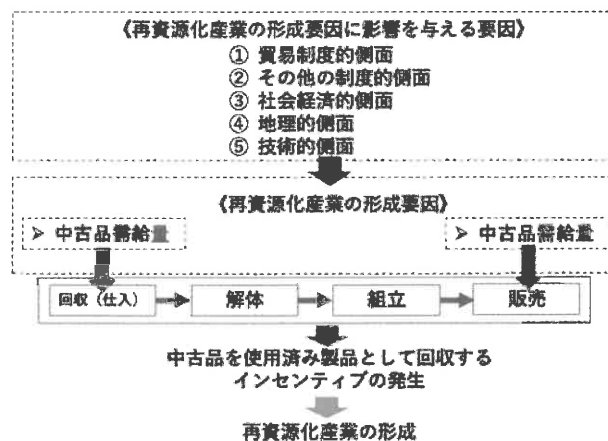 《再資源化産業の形成要因に影響を与える要因》
① 貿易制度的側面
② その他の制度的側面
③ 社会経済的側面
④ 地理的側面
⑤ 技術的側面
《再資源化産業の形成要因》
➢ 中古品需給量
➢ 中古品需給量
回収(仕入)
解体
組立
販売
中古品を使用済み製品として回収する
インセンティブの発生
再資源化産業の形成